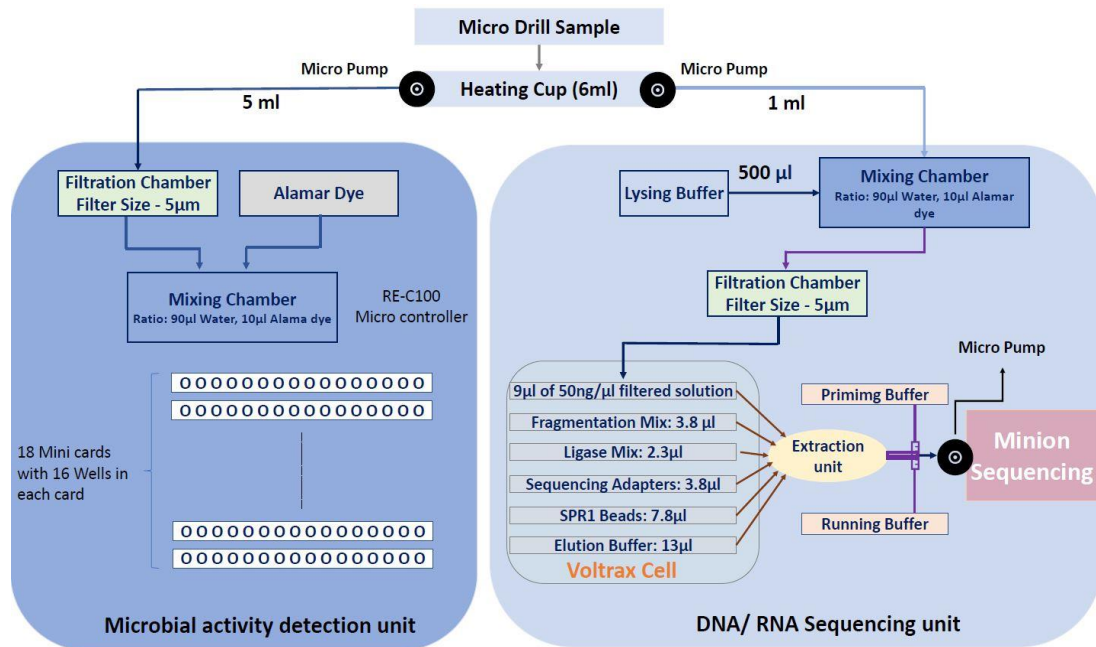 Micro Drill Sample
Micro Pump
Heating Cup (6ml)
Micro Pump
5 ml
1 ml
Filtration Chamber
Filter Size - 5µm
Alamar Dye
Mixing Chamber
Ratio: 90µl Water, 10µl Alama dye
RE-C100
Micro controller
O O O O O O O O O O O O O O O O
O O O O O O O O O O O O O O O O
18 Mini cards
with 16 Wells in
each card
O O O O O O O O O O O O O O O O
O O O O O O O O O O O O O O O O
Microbial activity detection unit
Lysing Buffer
500 µl
Mixing Chamber
Ratio: 90µl Water, 10µl Alamar
dye
Filtration Chamber
Filter Size - 5µm
9µl of 50ng/µl filtered solution
Fragmentation Mix: 3.8 µl
Ligase Mix: 2.3µl
Sequencing Adapters: 3.8µl
SPR1 Beads: 7.8µl
Elution Buffer: 13µl
Voltrax Cell
Extraction
unit
Primimg Buffer
Running Buffer
Micro Pump
Minion
Sequencing
DNA/ RNA Sequencing unit